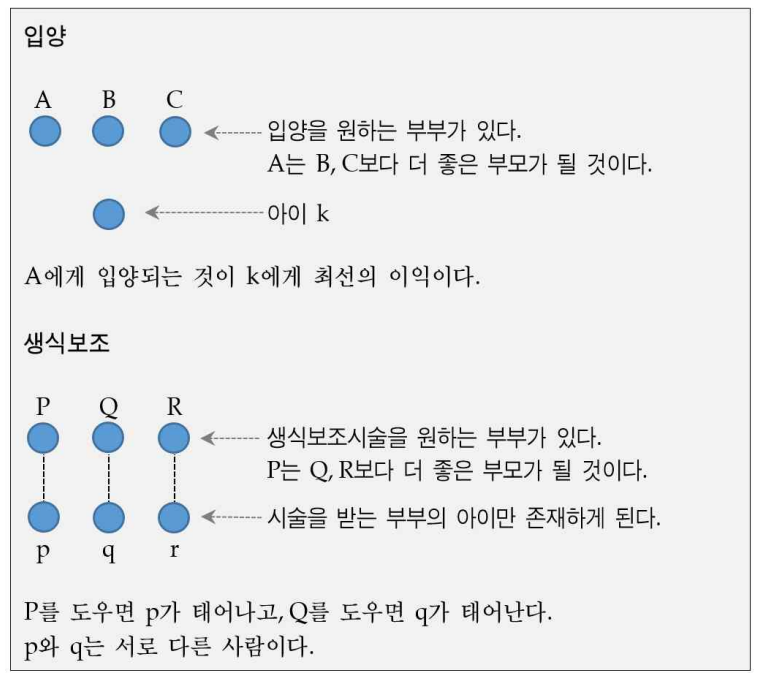 입양
A B C
입양을 원하는 부부가 있다.
A는 B, C보다 더 좋은 부모가 될 것이다.
아이 k
A에게 입양되는 것이 k에게 최선의 이익이다.
생식보조
P Q R
생식보조시술을 원하는 부부가 있다.
P는 Q, R보다 더 좋은 부모가 될 것이다.
시술을 받는 부부의 아이만 존재하게 된다.
p q r
P를 도우면 p가 태어나고, Q를 도우면 q가 태어난다.
p와 q는 서로 다른 사람이다.